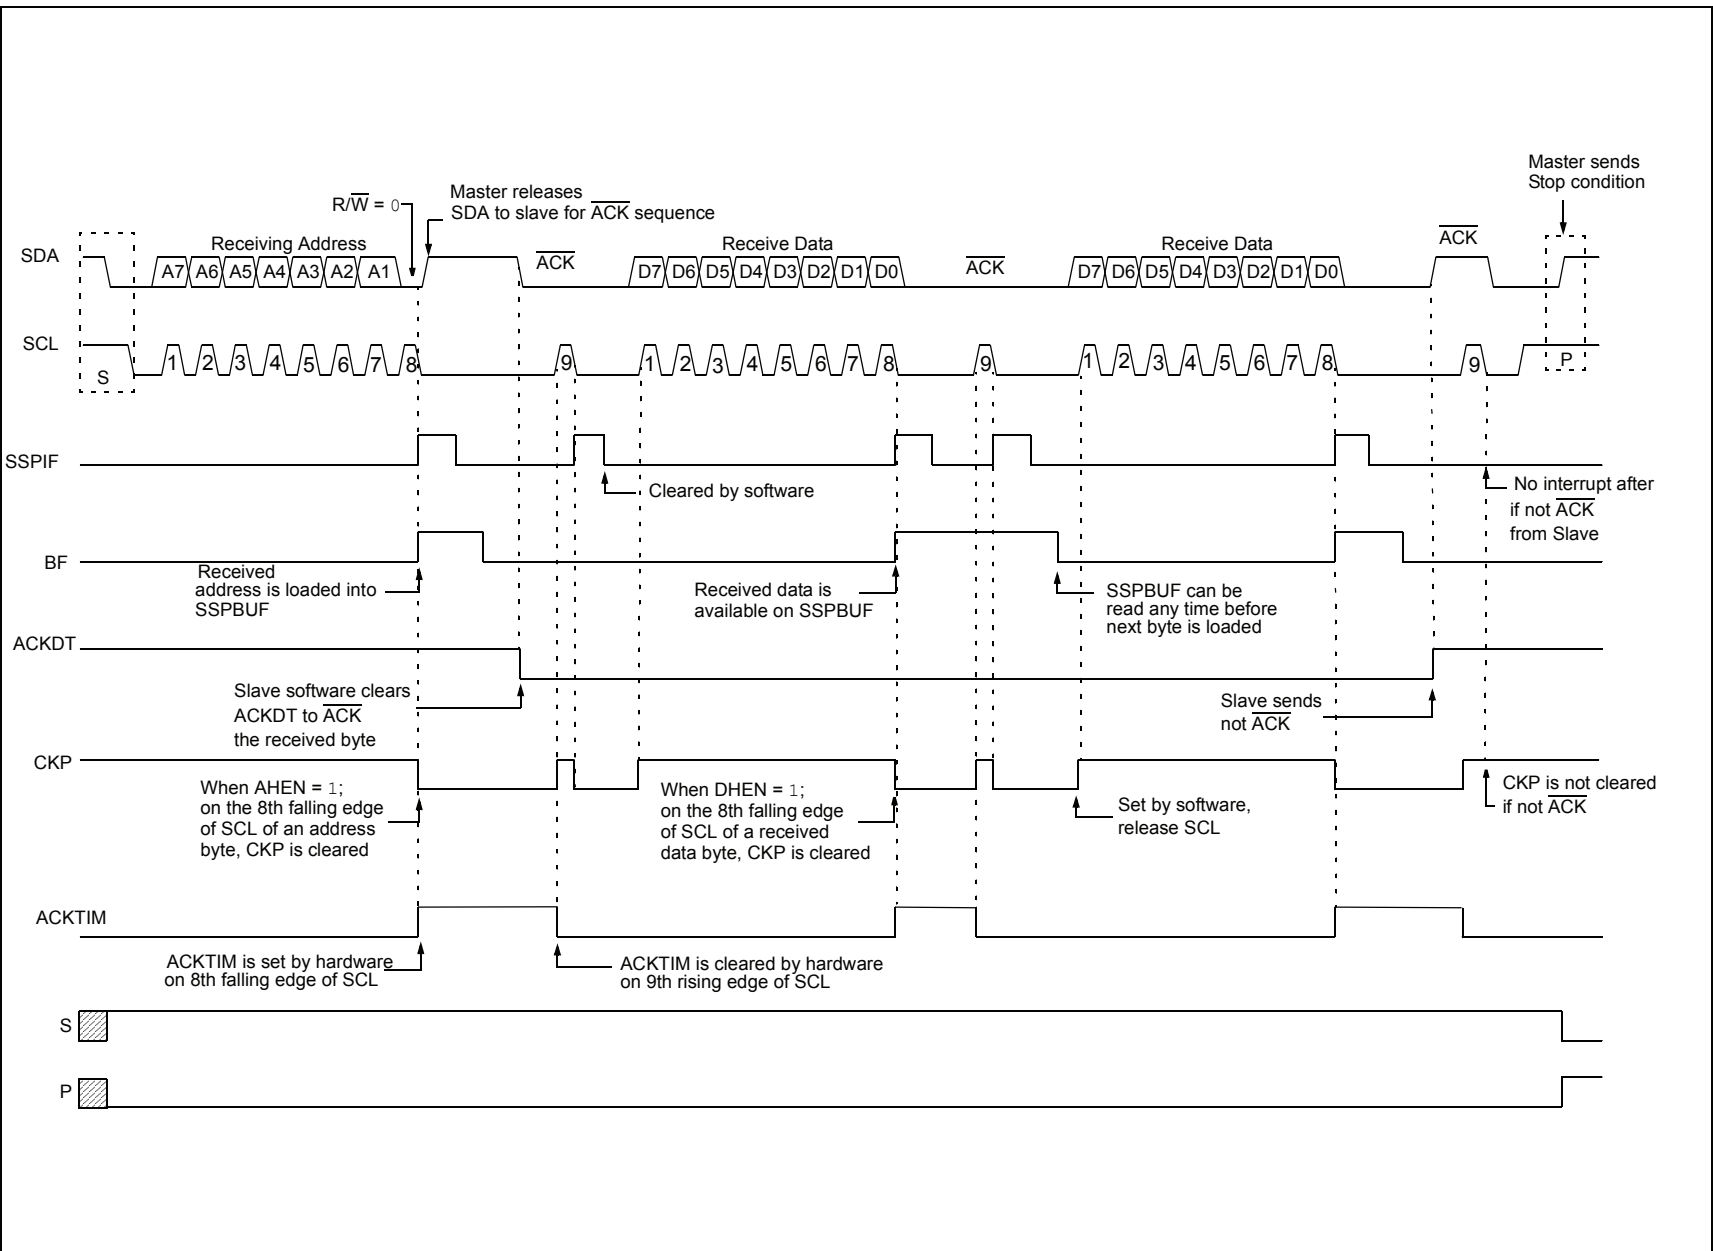 Master sends
Stop condition
R/W = 0
Master releases
SDA to slave for ACK sequence
SDA
Receiving Address
A7 A6 A5 A4 A3 A2 A1
ACK
Receive Data
D7 D6 D5 D4 D3 D2 D1 D0
ACK
Receive Data
D7 D6 D5 D4 D3 D2 D1 D0
ACK
SCL
S
1 2 3 4 5 6 7 8 9
1 2 3 4 5 6 7 8 9
1 2 3 4 5 6 7 8 9
P
SSPIF
Cleared by software
No interrupt after
if not ACK
from Slave
BF
Received
address is loaded into
SSPBUF
Received data is
available on SSPBUF
SSPBUF can be
read any time before
next byte is loaded
ACKDT
Slave software clears
ACKDT to ACK
the received byte
Slave sends
not ACK
CKP
When AHEN = 1;
on the 8th falling edge
of SCL of an address
byte, CKP is cleared
When DHEN = 1;
on the 8th falling edge
of SCL of a received
data byte, CKP is cleared
Set by software,
release SCL
CKP is not cleared
if not ACK
ACKTIM
ACKTIM is set by hardware
on 8th falling edge of SCL
ACKTIM is cleared by hardware
on 9th rising edge of SCL
S
P